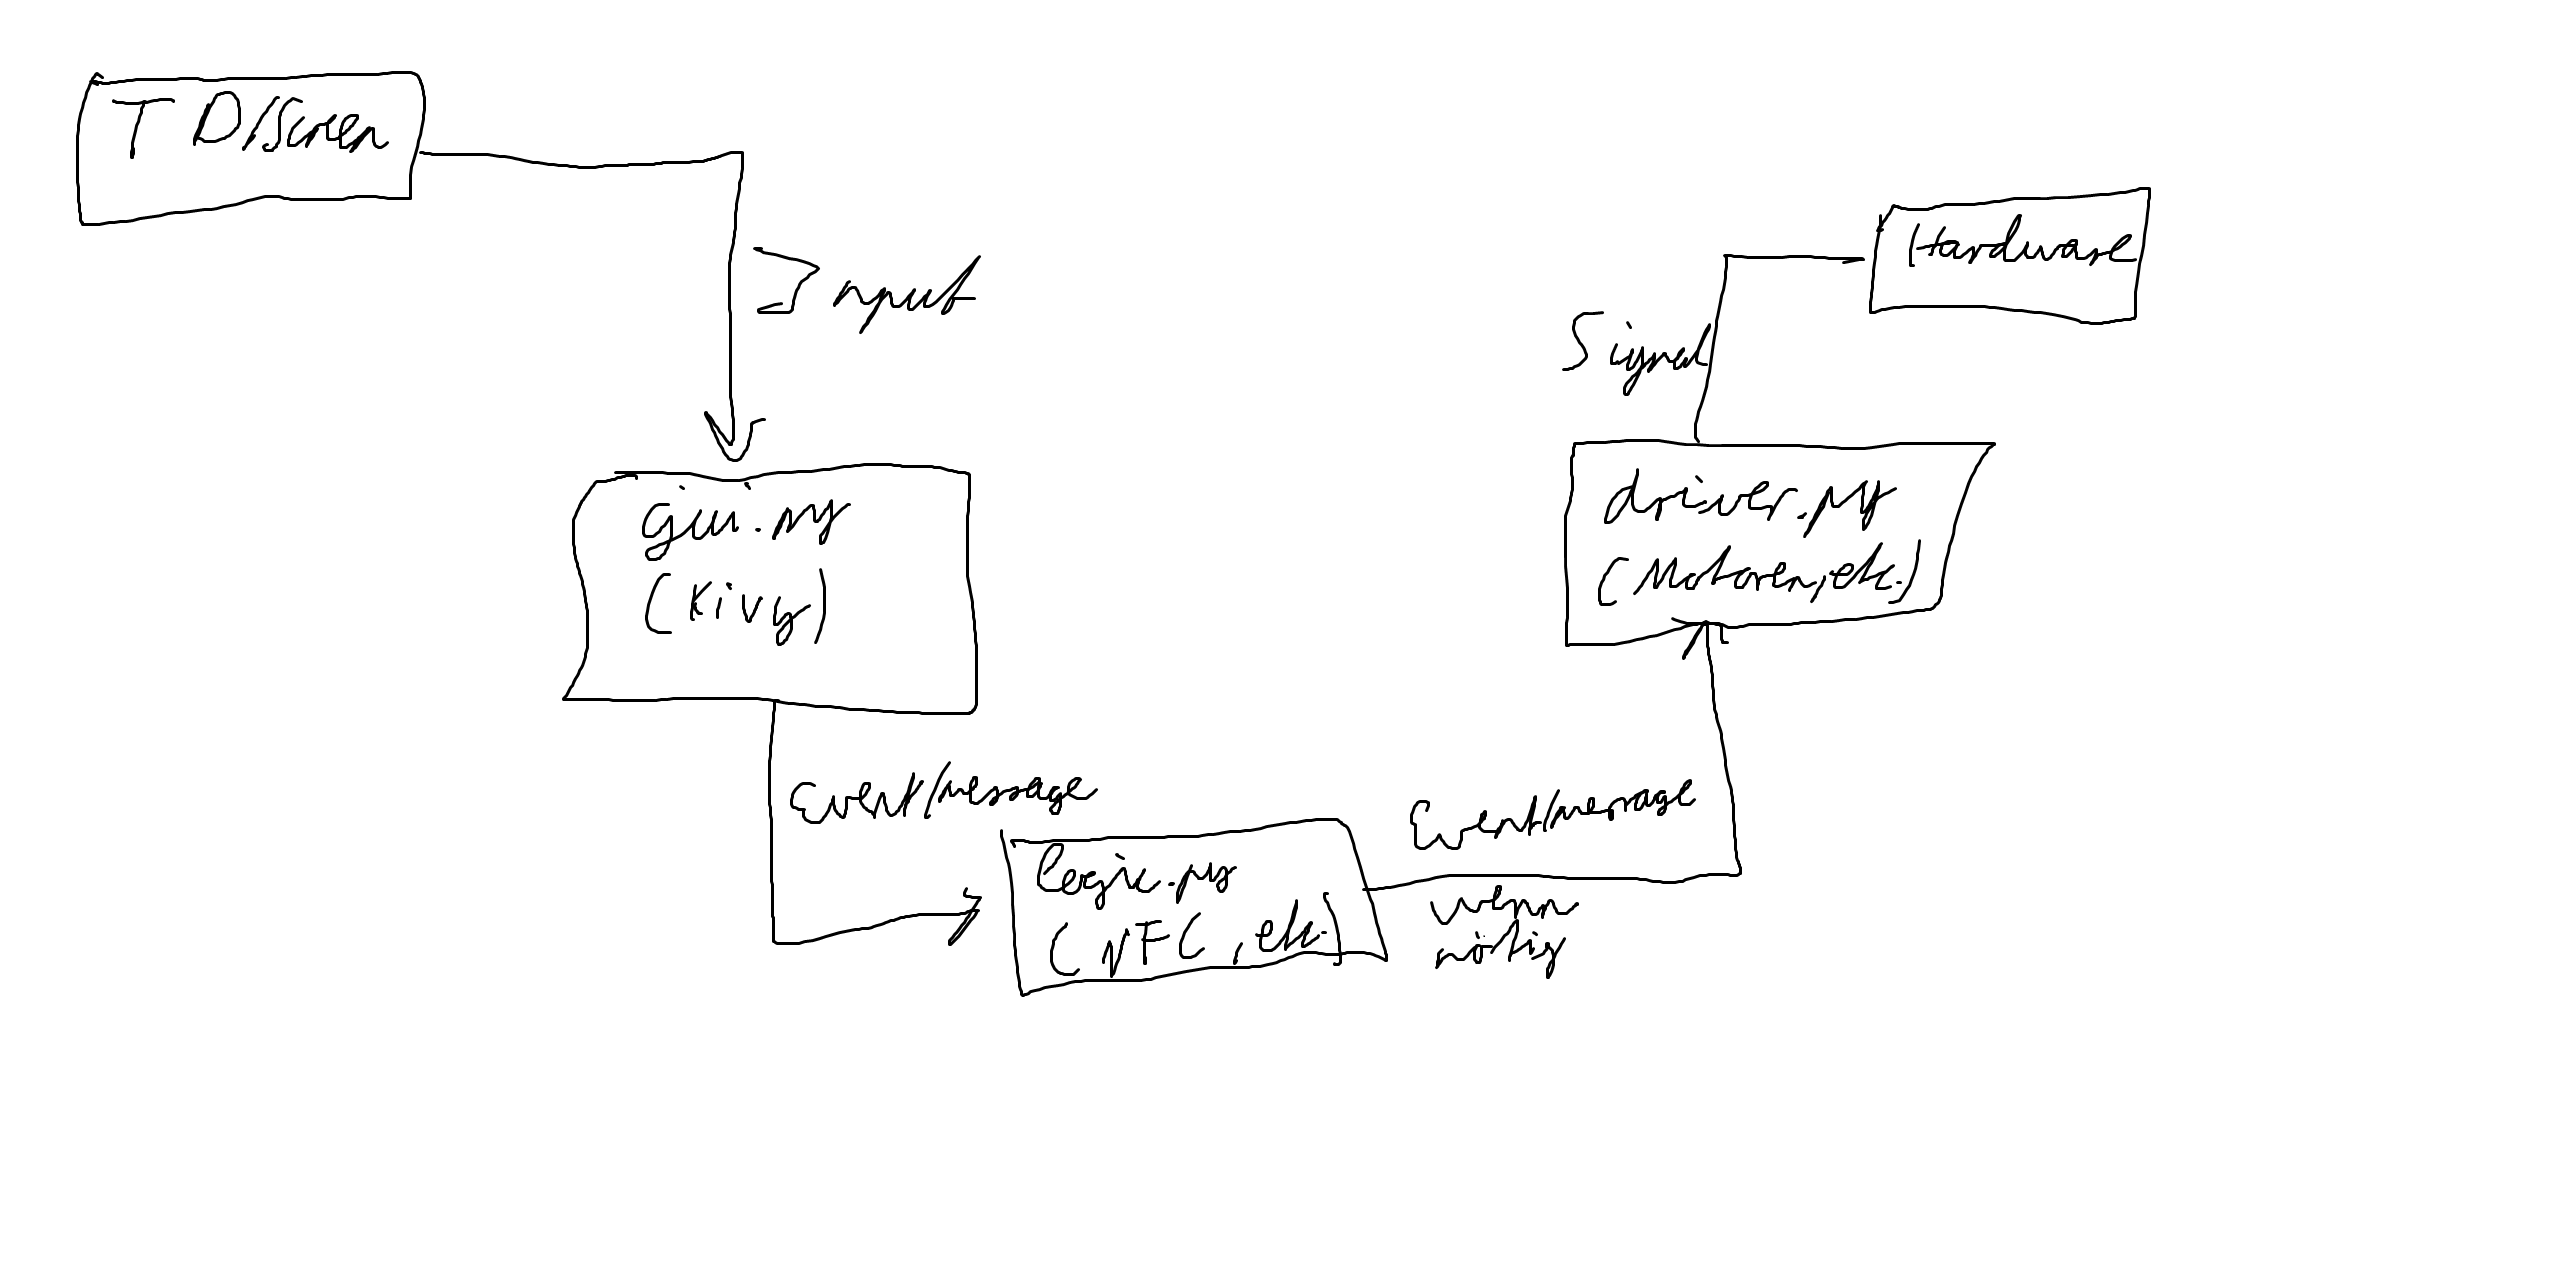 T D/Screen
Input
Hardware
Signal
gui.py
(Kivy)
driver.py
(Motoren, etc.)
Event/message
logic.py
(NFC, etc.)
Event/message
wenn
nötig